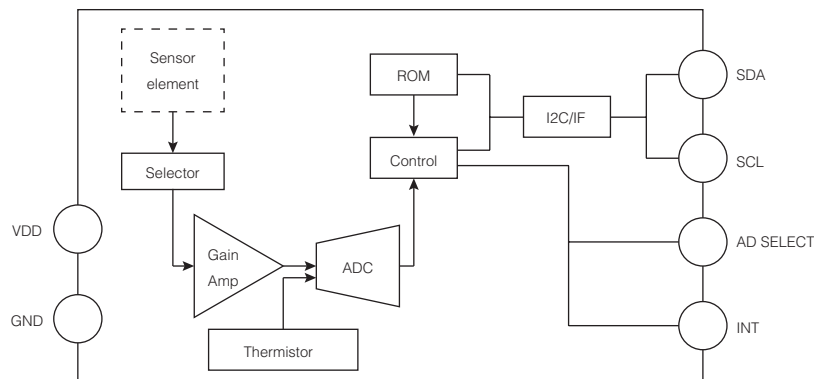 Sensor
element
ROM
SDA
I2C/IF
Control
SCL
Selector
VDD
AD SELECT
Gain
Amp
ADC
GND
INT
Thermistor